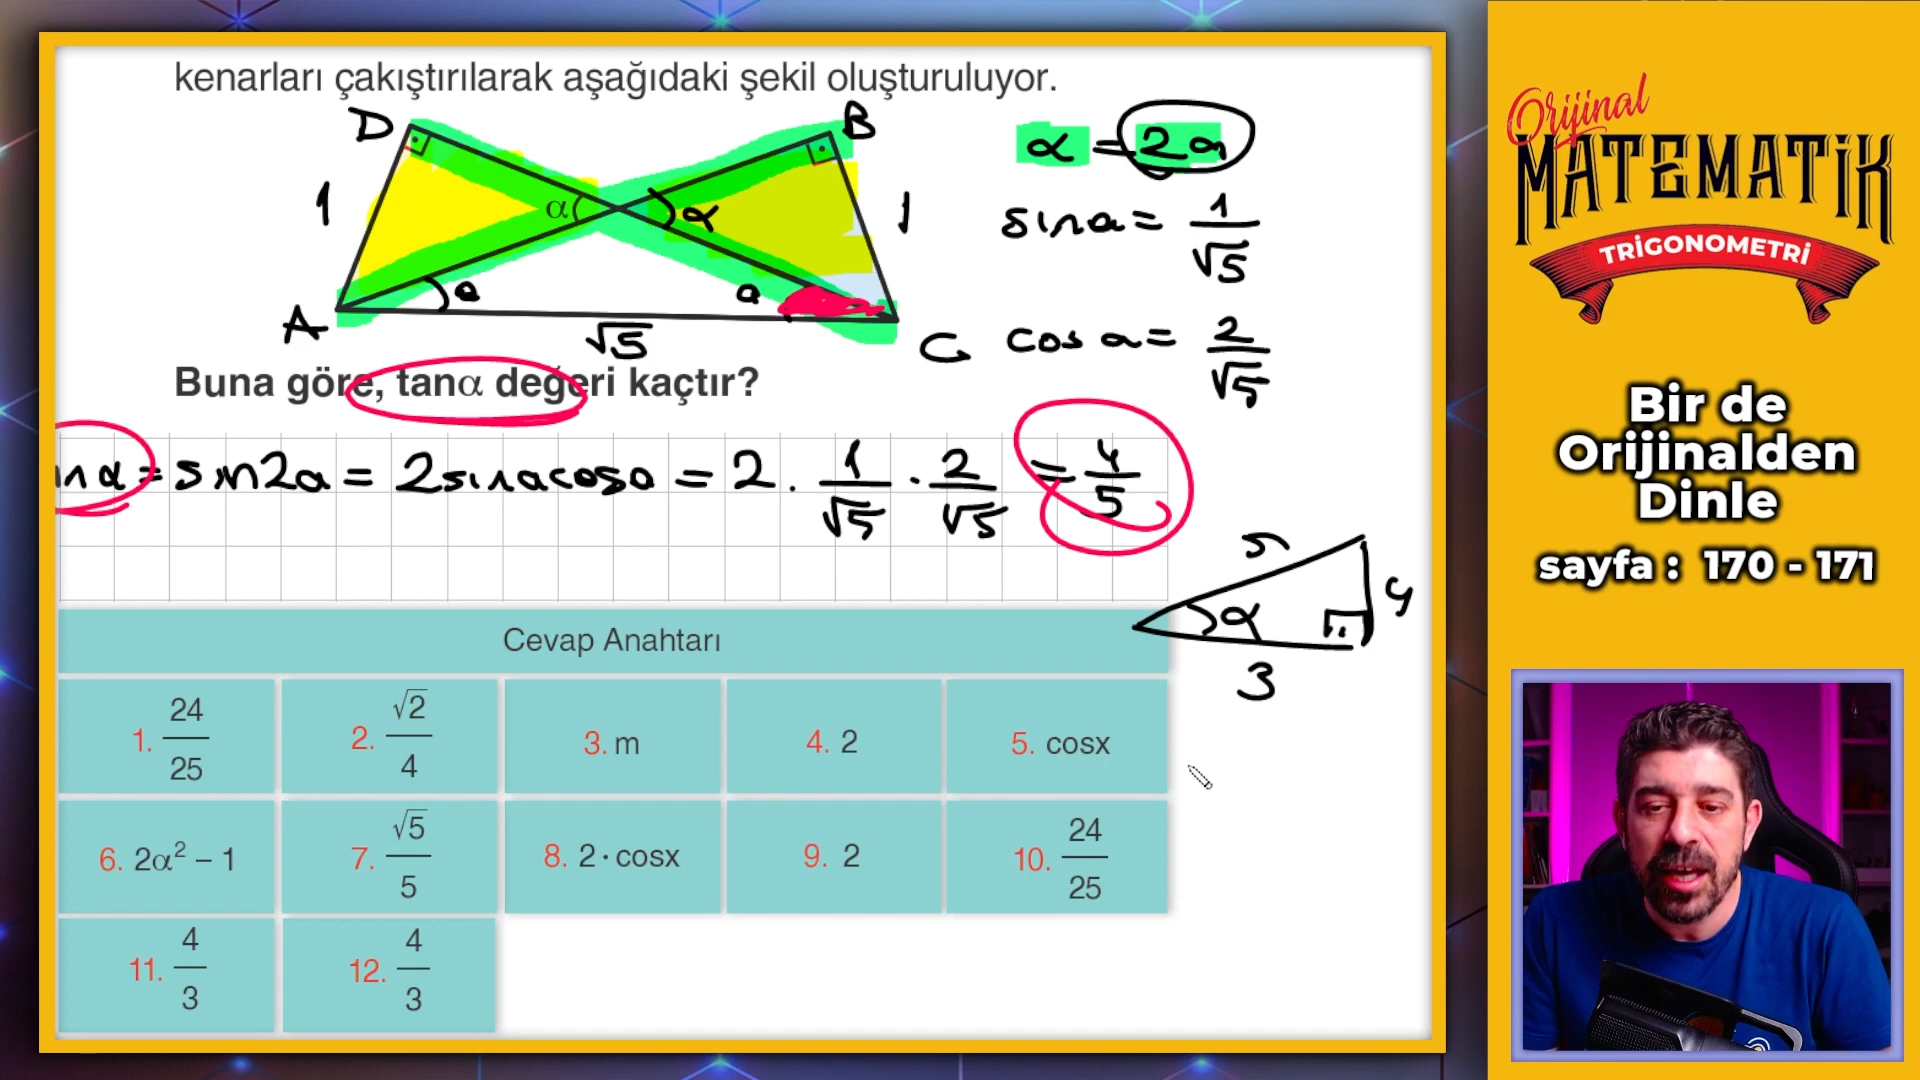 kenarları çakıştırılarak aşağıdaki şekil oluşturuluyor.
D
B
1
α
α
1
a
a
A
√5
C
α = 2a
sina = 1/√5
cos a = 2/√5
Buna göre, tanα değeri kaçtır?
inα = sin2a = 2sinacosa = 2 · 1/√5 · 2/√5 = 4/5
5
4
α
3
Cevap Anahtarı
1. 24/25
2. √2/4
3. m
4. 2
5. cosx
6. 2α² – 1
7. √5/5
8. 2·cosx
9. 2
10. 24/25
11. 4/3
12. 4/3
Orijinal
MATEMATİK
TRİGONOMETRİ
Bir de
Orijinalden
Dinle
sayfa : 170 - 171